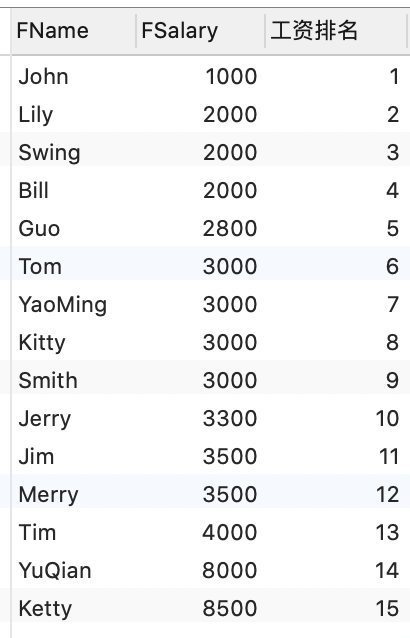 FName FSalary 工资排名
John 1000 1
Lily 2000 2
Swing 2000 3
Bill 2000 4
Guo 2800 5
Tom 3000 6
YaoMing 3000 7
Kitty 3000 8
Smith 3000 9
Jerry 3300 10
Jim 3500 11
Merry 3500 12
Tim 4000 13
YuQian 8000 14
Ketty 8500 15